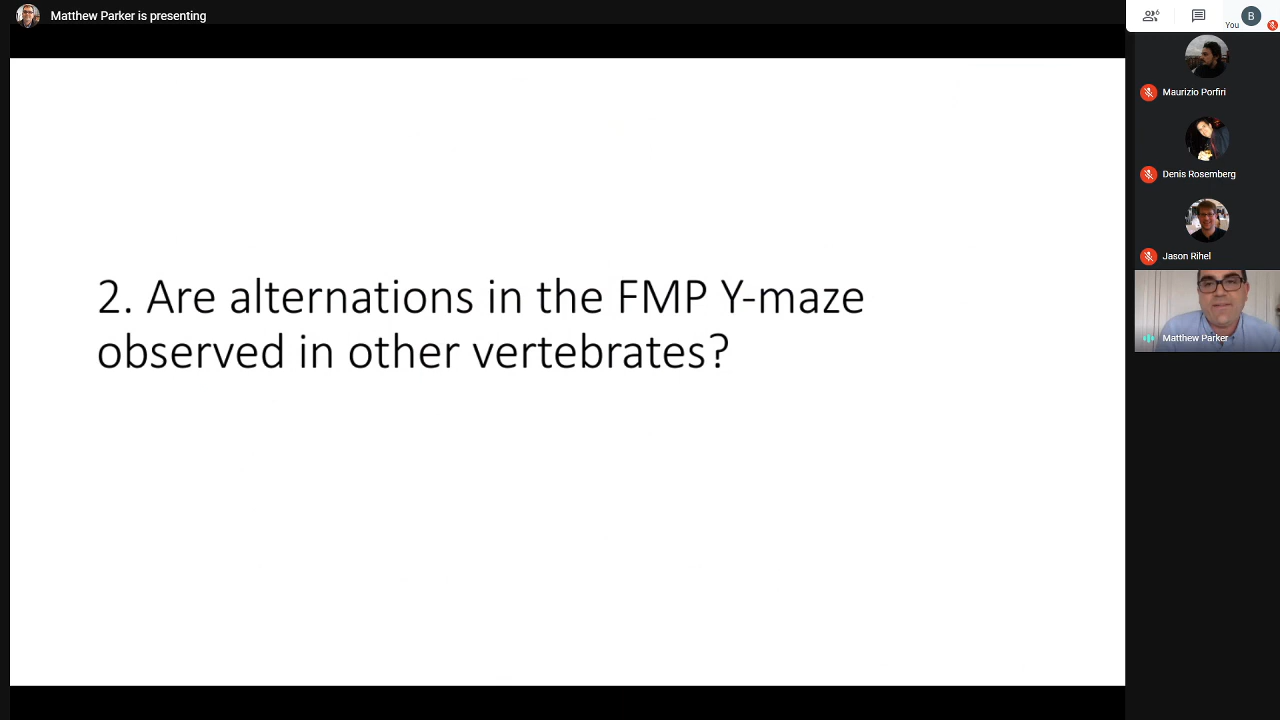 Matthew Parker is presenting
6
You
B
Maurizio Porfiri
Denis Rosemberg
Jason Rihel
Matthew Parker
2. Are alternations in the FMP Y-maze
observed in other vertebrates?